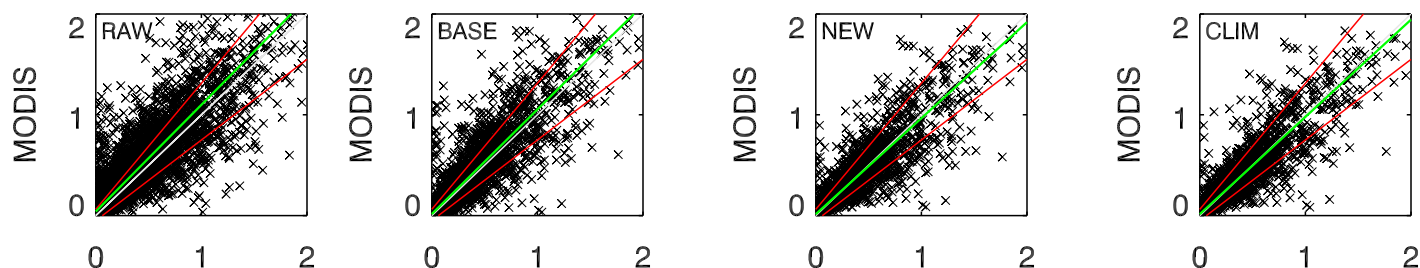 2 RAW 2 BASE 2 NEW 2 CLIM
MODIS MODIS MODIS MODIS
1 1 1 1
0 0 0 0
0 1 2 0 1 2 0 1 2 0 1 2